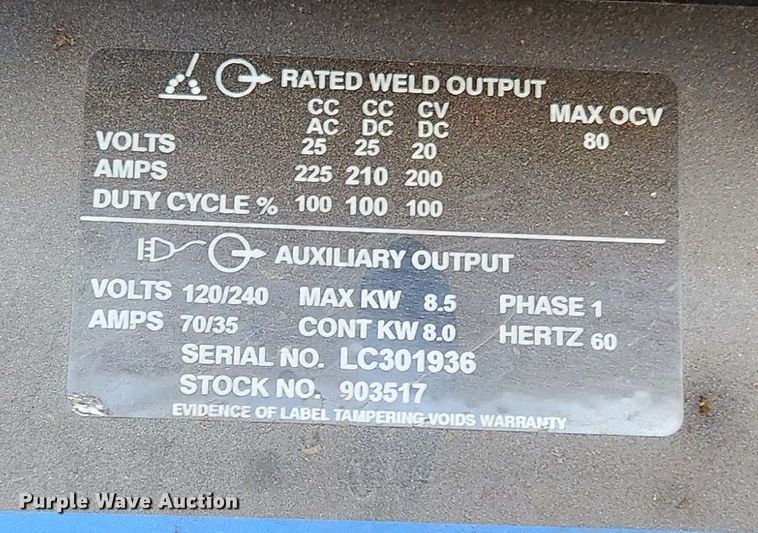 RATED WELD OUTPUT
CC CC CV MAX OCV
AC DC DC
VOLTS 25 25 20 80
AMPS 225 210 200
DUTY CYCLE % 100 100 100
AUXILIARY OUTPUT
VOLTS 120/240 MAX KW 8.5 PHASE 1
AMPS 70/35 CONT KW 8.0 HERTZ 60
SERIAL NO. LC301936
STOCK NO. 903517
EVIDENCE OF LABEL TAMPERING VOIDS WARRANTY
Purple Wave Auction